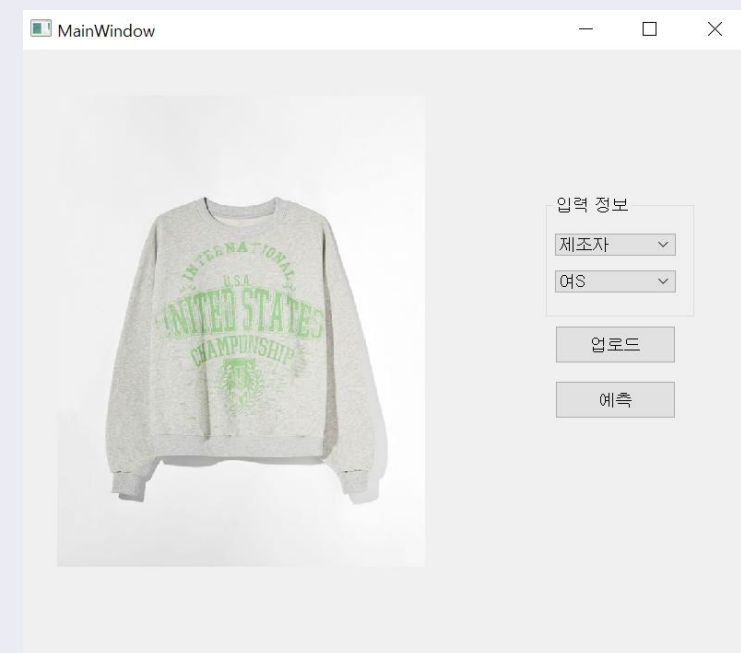 MainWindow
INTERNATIONAL
U.S.A.
UNITED STATES
CHAMPIONSHIP
입력 정보
제조자
여S
업로드
예측